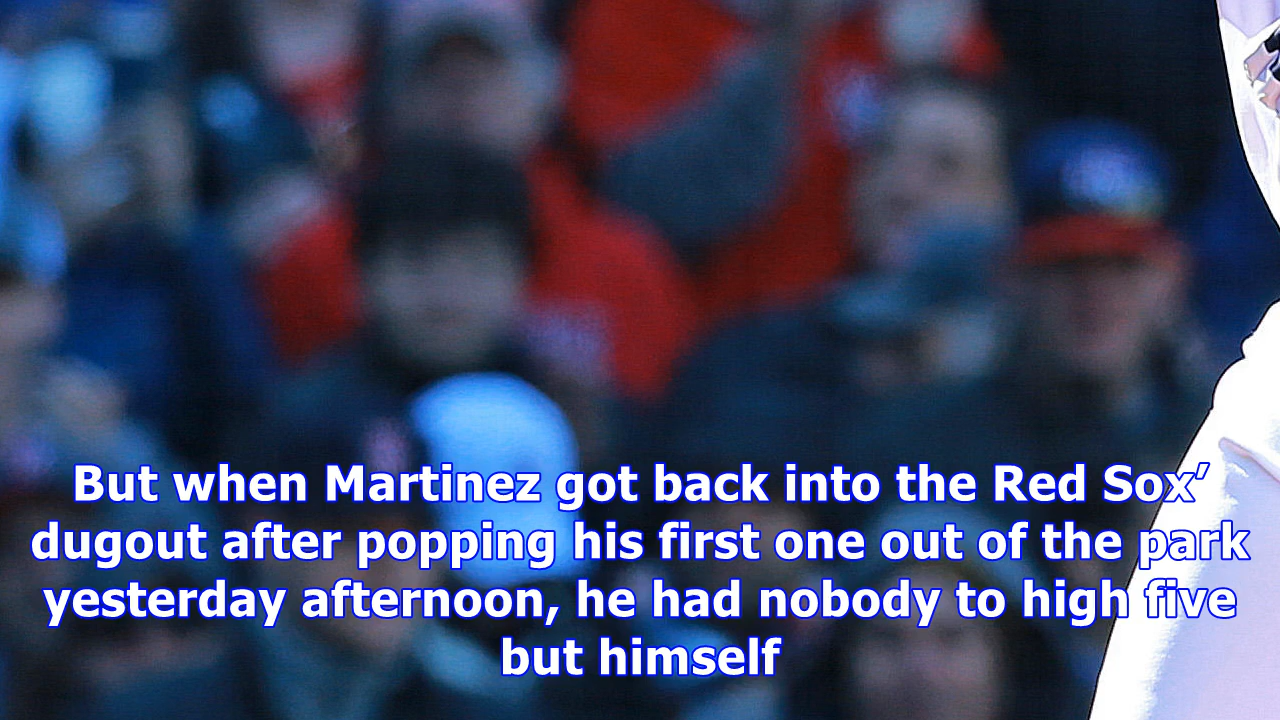 But when Martinez got back into the Red Sox’
dugout after popping his first one out of the park
yesterday afternoon, he had nobody to high five
but himself